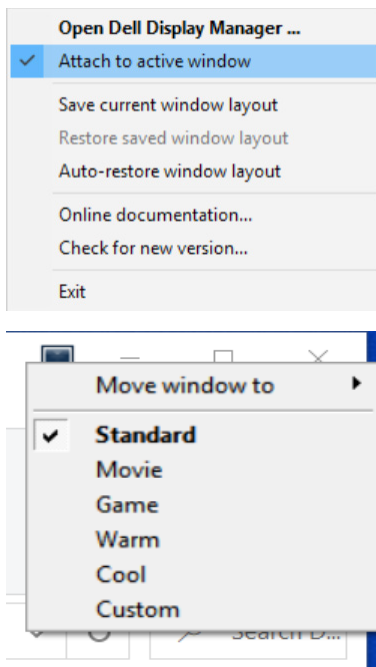 Open Dell Display Manager ...
Attach to active window
Save current window layout
Restore saved window layout
Auto-restore window layout
Online documentation...
Check for new version...
Exit
Move window to
Standard
Movie
Game
Warm
Cool
Custom
Search D...